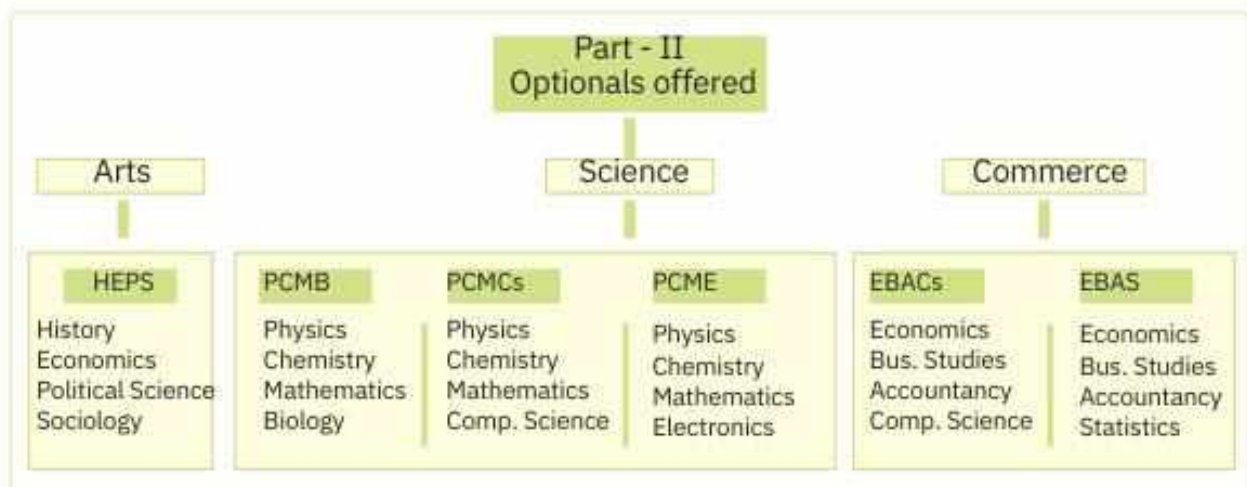 Part - II
Optionals offered
Arts
Science
Commerce
HEPS
History
Economics
Political Science
Sociology
PCMB
Physics
Chemistry
Mathematics
Biology
PCMCs
Physics
Chemistry
Mathematics
Comp. Science
PCME
Physics
Chemistry
Mathematics
Electronics
EBACs
Economics
Bus. Studies
Accountancy
Comp. Science
EBAS
Economics
Bus. Studies
Accountancy
Statistics